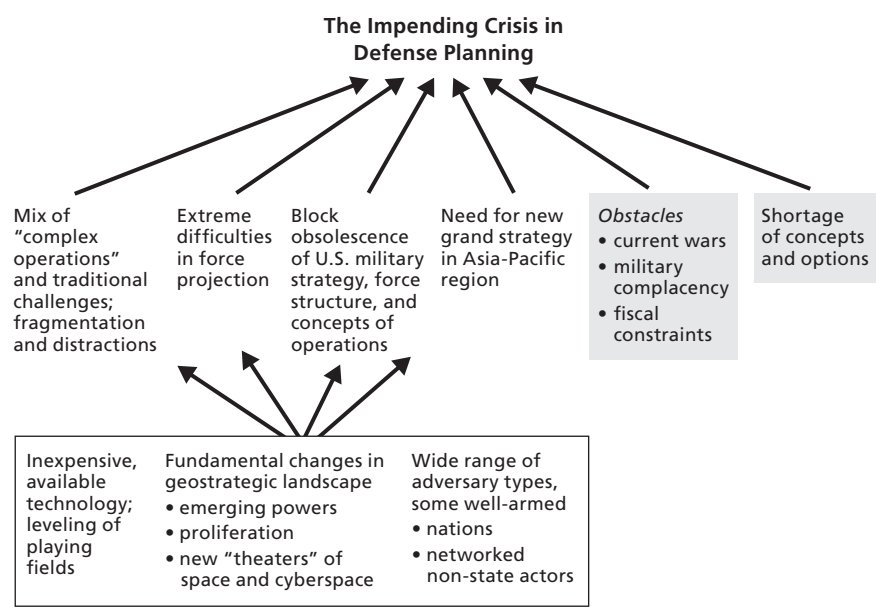 The Impending Crisis in
Defense Planning
Mix of
“complex
operations”
and traditional
challenges;
fragmentation
and distractions
Extreme
difficulties
in force
projection
Block
obsolescence
of U.S. military
strategy, force
structure, and
concepts of
operations
Need for new
grand strategy
in Asia-Pacific
region
Obstacles
• current wars
• military
complacency
• fiscal
constraints
Shortage
of concepts
and options
Inexpensive,
available
technology;
leveling of
playing
fields
Fundamental changes in
geostrategic landscape
• emerging powers
• proliferation
• new “theaters” of
space and cyberspace
Wide range of
adversary types,
some well-armed
• nations
• networked
non-state actors